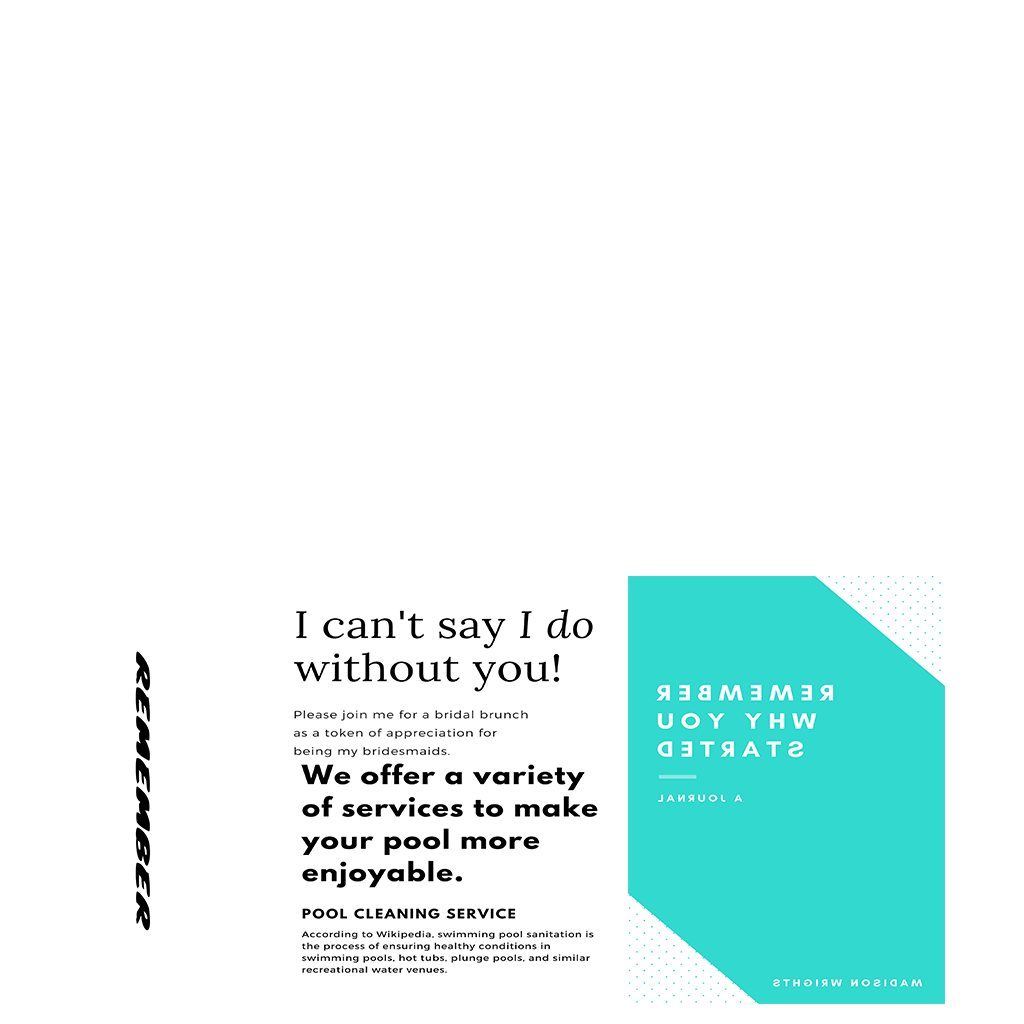 REMEMBER
I can't say I do
without you!
Please join me for a bridal brunch
as a token of appreciation for
being my bridesmaids.
We offer a variety
of services to make
your pool more
enjoyable.
POOL CLEANING SERVICE
According to Wikipedia, swimming pool sanitation is
the process of ensuring healthy conditions in
swimming pools, hot tubs, plunge pools, and similar
recreational water venues.
REMEMBER
WHY YOU
STARTED
A JOURNAL
MADISON WRIGHTS